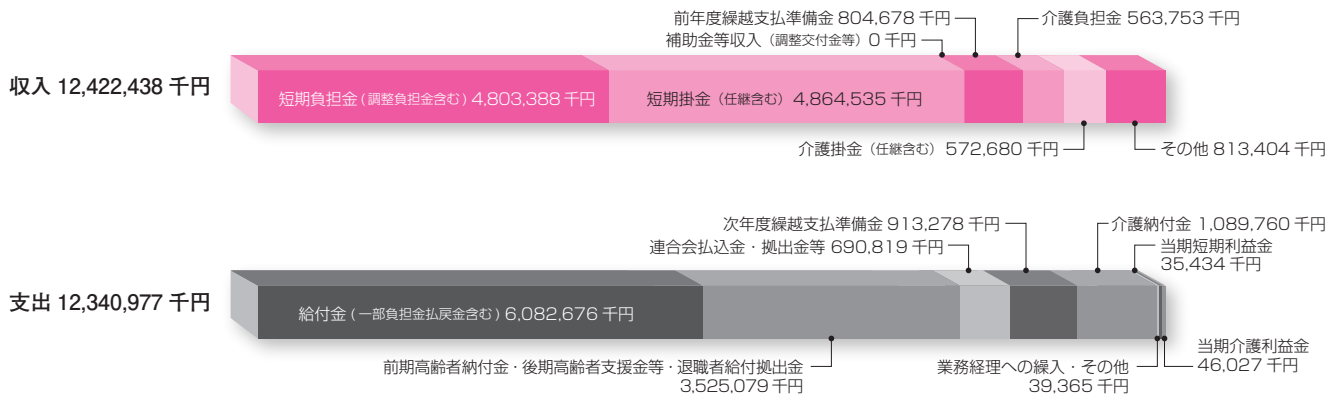 前年度繰越支払準備金 804,678 千円
介護負担金 563,753 千円
補助金等収入（調整交付金等）0 千円
収入 12,422,438 千円
短期負担金(調整負担金含む) 4,803,388 千円
短期掛金（任継含む）4,864,535 千円
介護掛金（任継含む）572,680 千円
その他 813,404 千円
次年度繰越支払準備金 913,278 千円
介護納付金 1,089,760 千円
連合会払込金・拠出金等 690,819 千円
当期短期利益金
35,434 千円
支出 12,340,977 千円
給付金(一部負担金払戻金含む) 6,082,676 千円
前期高齢者納付金・後期高齢者支援金等・退職者給付拠出金
3,525,079 千円
業務経理への繰入・その他
39,365 千円
当期介護利益金
46,027 千円